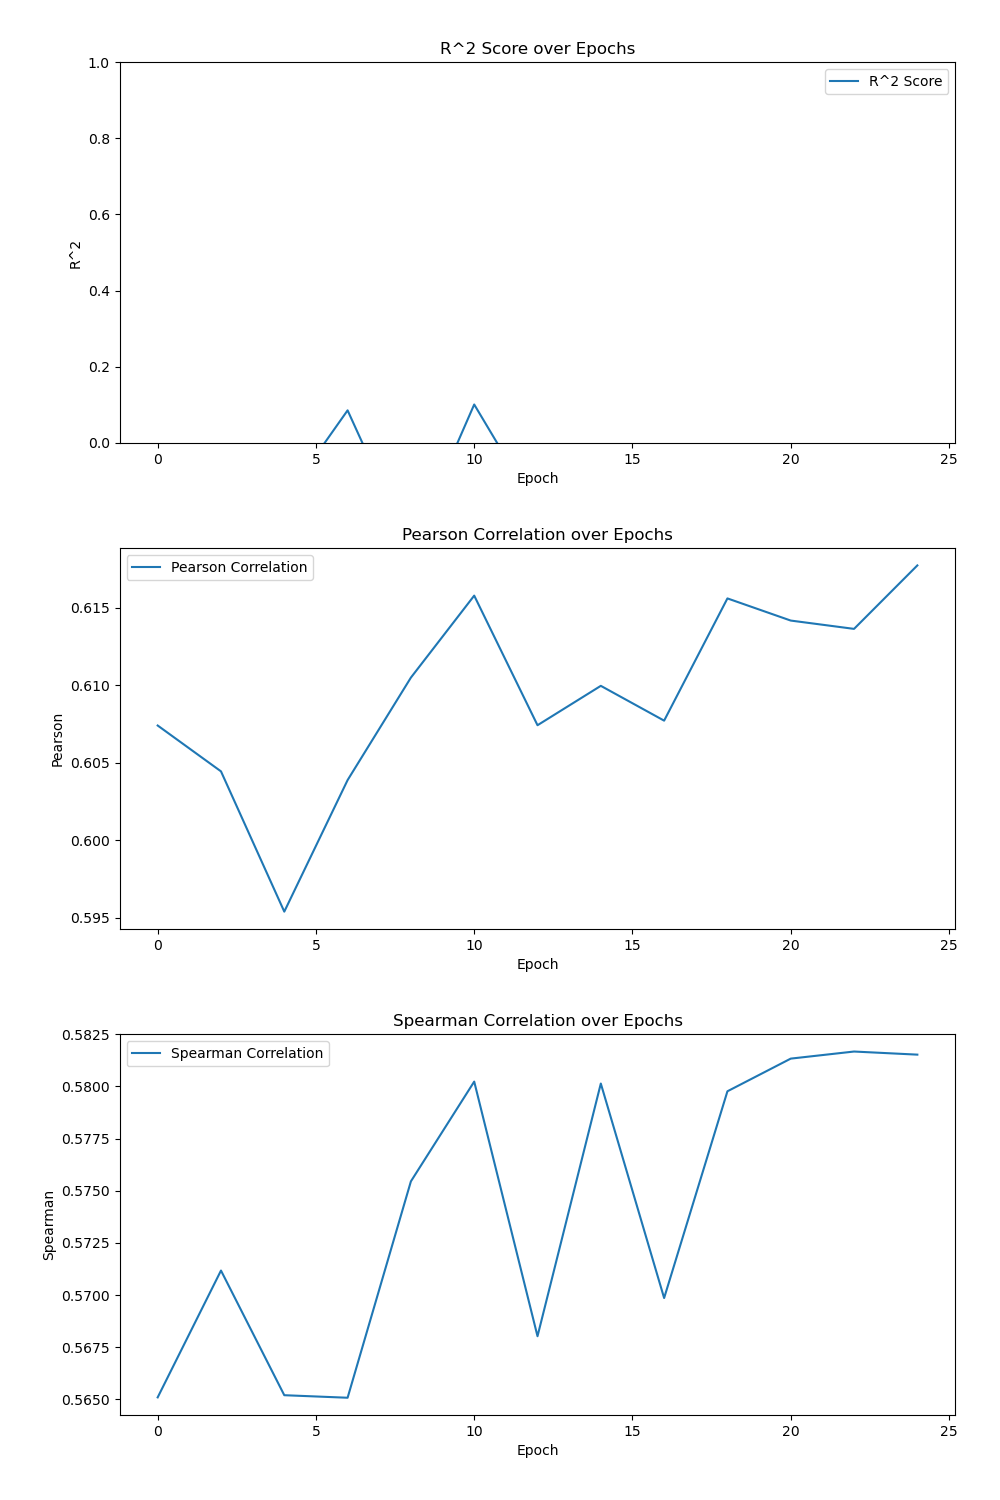 R^2 Score over Epochs
1.0
R^2 Score
0.8
0.6
R^2
0.4
0.2
0.0
0 5 10 15 20 25
Epoch
Pearson Correlation over Epochs
Pearson Correlation
0.615
0.610
Pearson
0.605
0.600
0.595
0 5 10 15 20 25
Epoch
Spearman Correlation over Epochs
0.5825
Spearman Correlation
0.5800
0.5775
0.5750
Spearman
0.5725
0.5700
0.5675
0.5650
0 5 10 15 20 25
Epoch